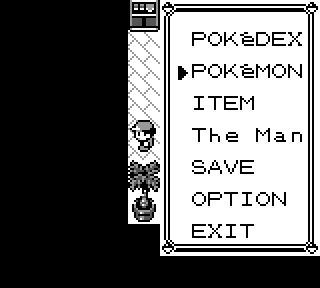 POKéDEX
POKéMON
ITEM
The Man
SAVE
OPTION
EXIT